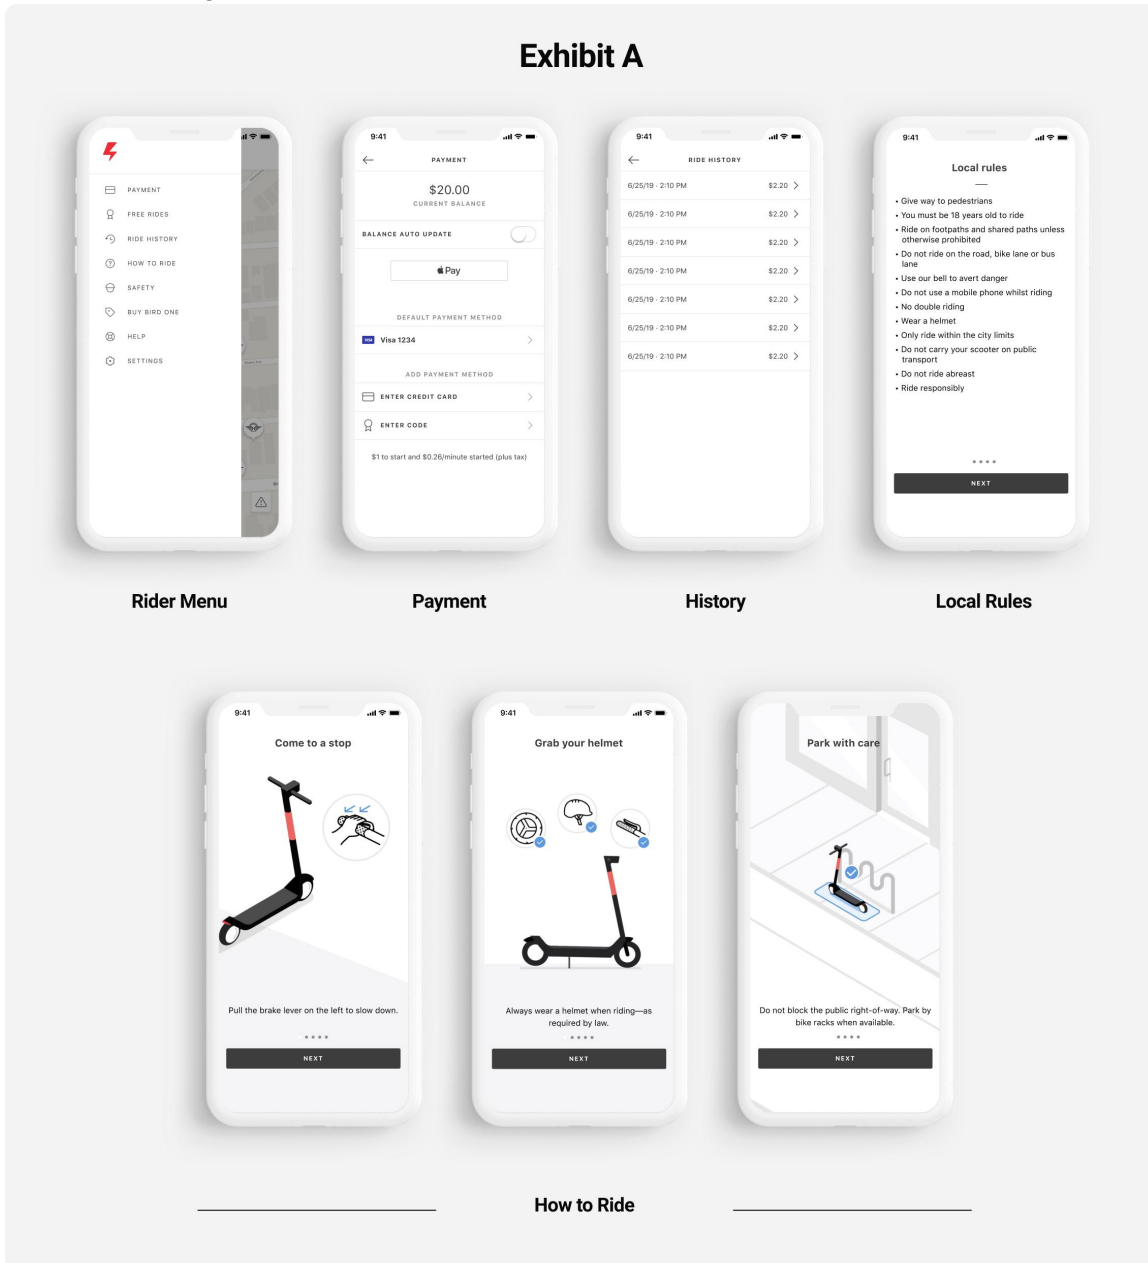 Exhibit A
PAYMENT
FREE RIDES
RIDE HISTORY
HOW TO RIDE
SAFETY
BUY BIRD ONE
HELP
SETTINGS
Rider Menu
9:41
PAYMENT
$20.00
CURRENT BALANCE
BALANCE AUTO UPDATE
Pay
DEFAULT PAYMENT METHOD
VISA Visa 1234
ADD PAYMENT METHOD
ENTER CREDIT CARD
ENTER CODE
$1 to start and $0.26/minute started (plus tax)
Payment
9:41
RIDE HISTORY
6/25/19 · 2:10 PM $2.20
6/25/19 · 2:10 PM $2.20
6/25/19 · 2:10 PM $2.20
6/25/19 · 2:10 PM $2.20
6/25/19 · 2:10 PM $2.20
6/25/19 · 2:10 PM $2.20
6/25/19 · 2:10 PM $2.20
History
9:41
Local rules
• Give way to pedestrians
• You must be 18 years old to ride
• Ride on footpaths and shared paths unless
otherwise prohibited
• Do not ride on the road, bike lane or bus
lane
• Use our bell to avert danger
• Do not use a mobile phone whilst riding
• No double riding
• Wear a helmet
• Only ride within the city limits
• Do not carry your scooter on public
transport
• Do not ride abreast
• Ride responsibly
NEXT
Local Rules
9:41
Come to a stop
Pull the brake lever on the left to slow down.
NEXT
9:41
Grab your helmet
Always wear a helmet when riding—as
required by law.
NEXT
Park with care
Do not block the public right-of-way. Park by
bike racks when available.
NEXT
How to Ride